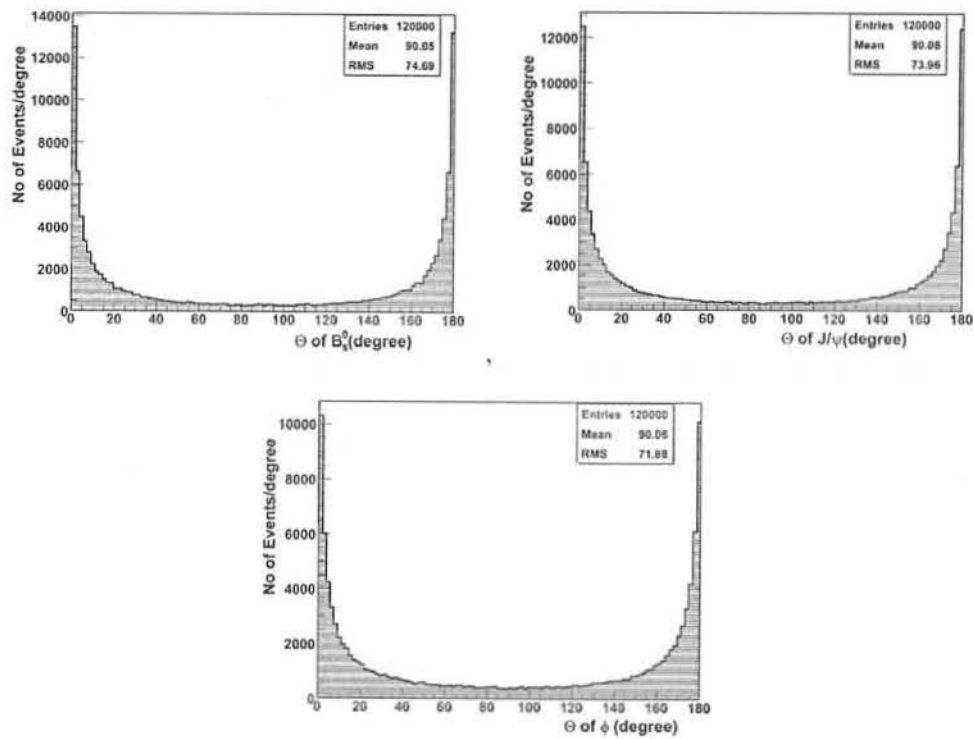 No of Events/degree
14000
12000
10000
8000
6000
4000
2000
0
Entries 120000
Mean 90.05
RMS 74.69
0 20 40 60 80 100 120 140 160 180
Θ of B⁰ₛ(degree)
No of Events/degree
12000
10000
8000
6000
4000
2000
0
Entries 120000
Mean 90.08
RMS 73.96
0 20 40 60 80 100 120 140 160 180
Θ of J/ψ(degree)
No of Events/degree
10000
8000
6000
4000
2000
0
Entries 120000
Mean 90.06
RMS 71.88
0 20 40 60 80 100 120 140 160 180
Θ of ϕ (degree)